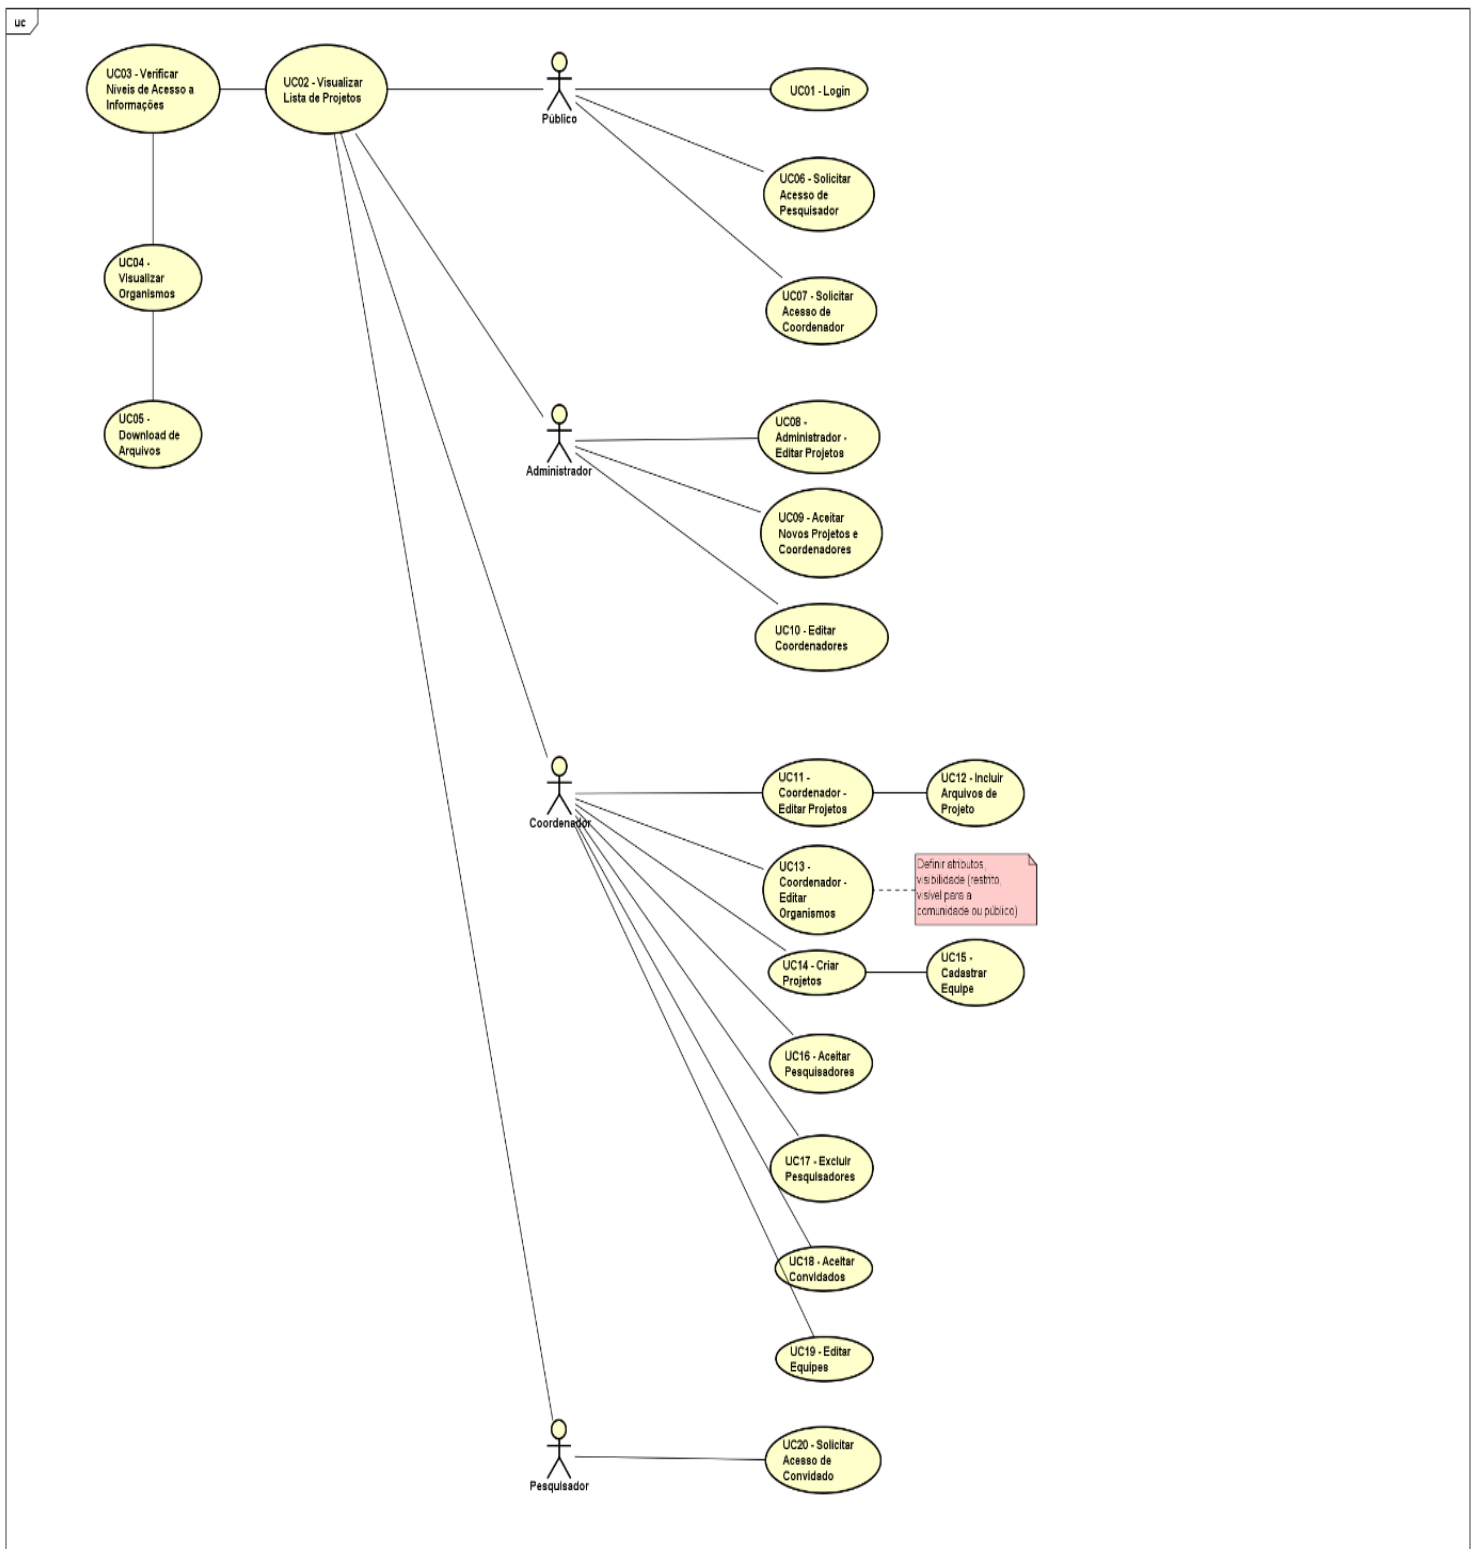 uc
UC03 - Verificar
Níveis de Acesso a
Informações
UC02 - Visualizar
Lista de Projetos
Público
UC01 - Login
UC06 - Solicitar
Acesso de
Pesquisador
UC07 - Solicitar
Acesso de
Coordenador
UC04 -
Visualizar
Organismos
UC05 -
Download de
Arquivos
Administrador
UC08 -
Administrador -
Editar Projetos
UC09 - Aceitar
Novos Projetos e
Coordenadores
UC10 - Editar
Coordenadores
Coordenador
UC11 -
Coordenador -
Editar Projetos
UC12 - Incluir
Arquivos de
Projeto
UC13 -
Coordenador -
Editar
Organismos
Definir atributos,
visibilidade (restrito,
visível para a
comunidade ou público)
UC14 - Criar
Projetos
UC15 -
Cadastrar
Equipe
UC16 - Aceitar
Pesquisadores
UC17 - Excluir
Pesquisadores
UC18 - Aceitar
Convidados
UC19 - Editar
Equipes
Pesquisador
UC20 - Solicitar
Acesso de
Convidado